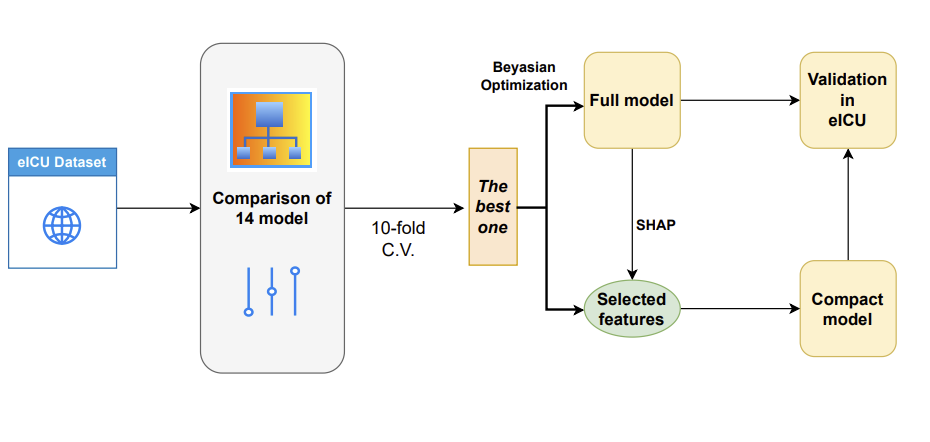 eICU Dataset
Comparison of
14 model
10-fold
C.V.
The
best
one
Beyasian
Optimization
Full model
SHAP
Selected
features
Validation
in
eICU
Compact
model